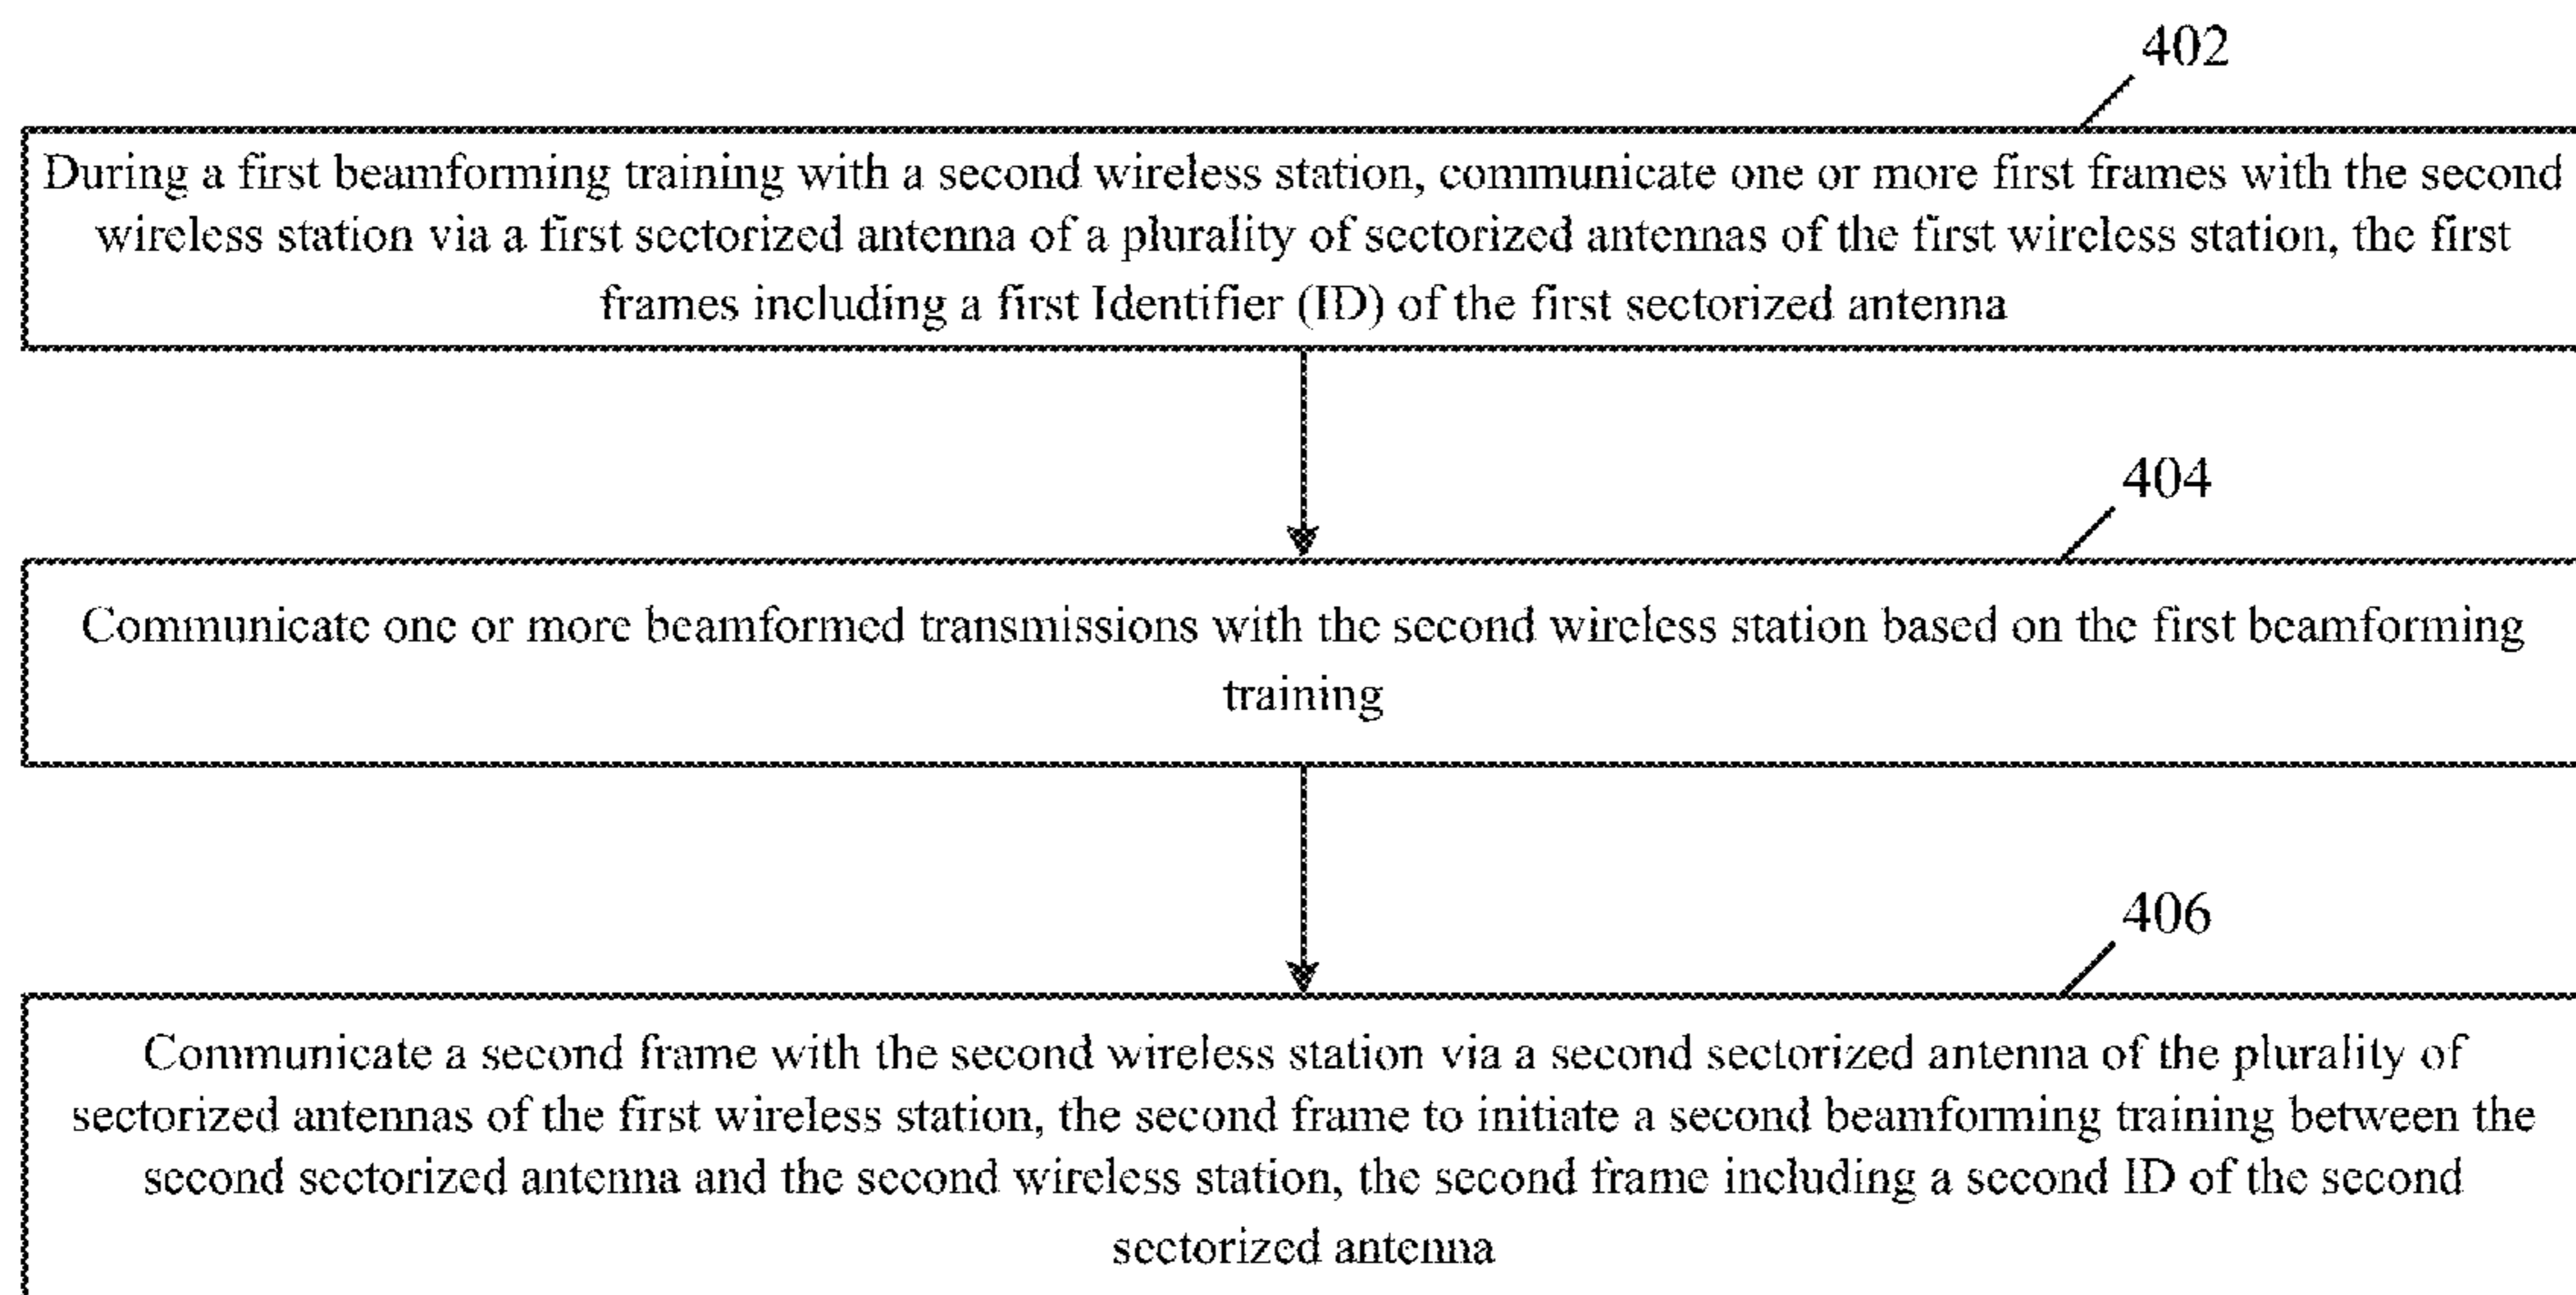 402
During a first beamforming training with a second wireless station, communicate one or more first frames with the second
wireless station via a first sectorized antenna of a plurality of sectorized antennas of the first wireless station, the first
frames including a first Identifier (ID) of the first sectorized antenna
404
Communicate one or more beamformed transmissions with the second wireless station based on the first beamforming
training
406
Communicate a second frame with the second wireless station via a second sectorized antenna of the plurality of
sectorized antennas of the first wireless station, the second frame to initiate a second beamforming training between the
second sectorized antenna and the second wireless station, the second frame including a second ID of the second
sectorized antenna